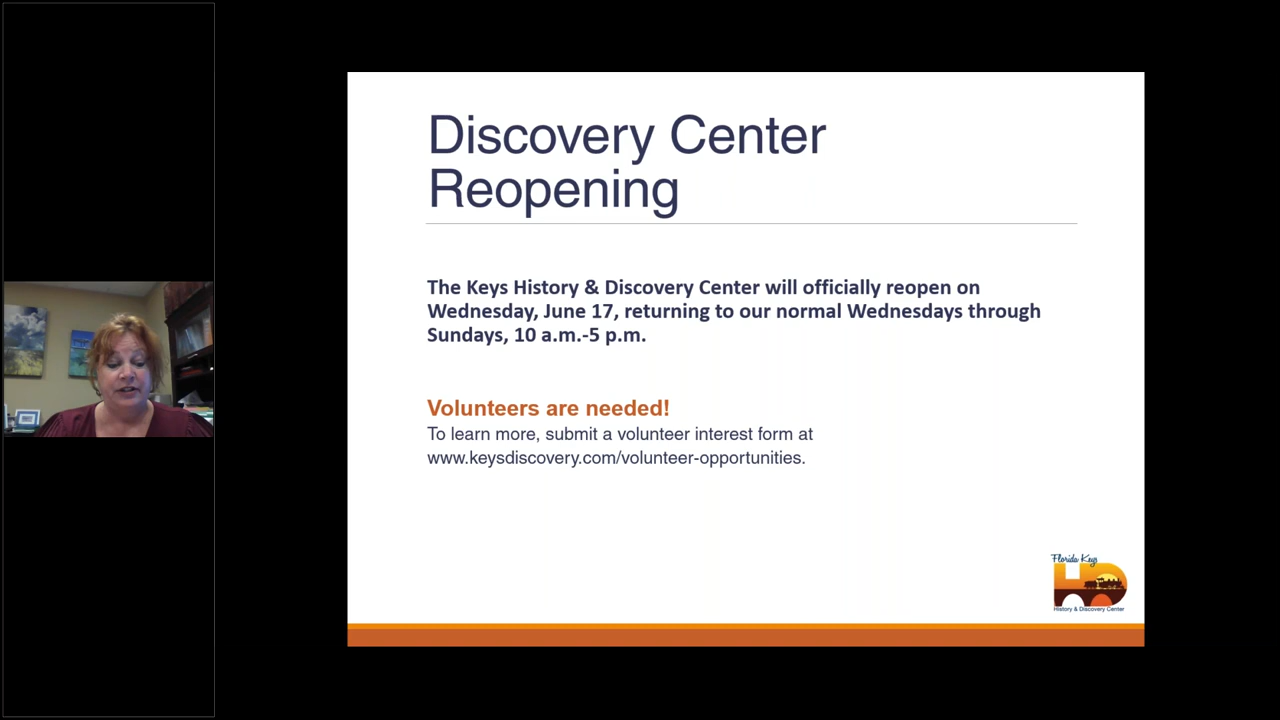 Discovery Center
Reopening
The Keys History & Discovery Center will officially reopen on
Wednesday, June 17, returning to our normal Wednesdays through
Sundays, 10 a.m.-5 p.m.
Volunteers are needed!
To learn more, submit a volunteer interest form at
www.keysdiscovery.com/volunteer-opportunities.
Florida Keys
HD
History & Discovery Center